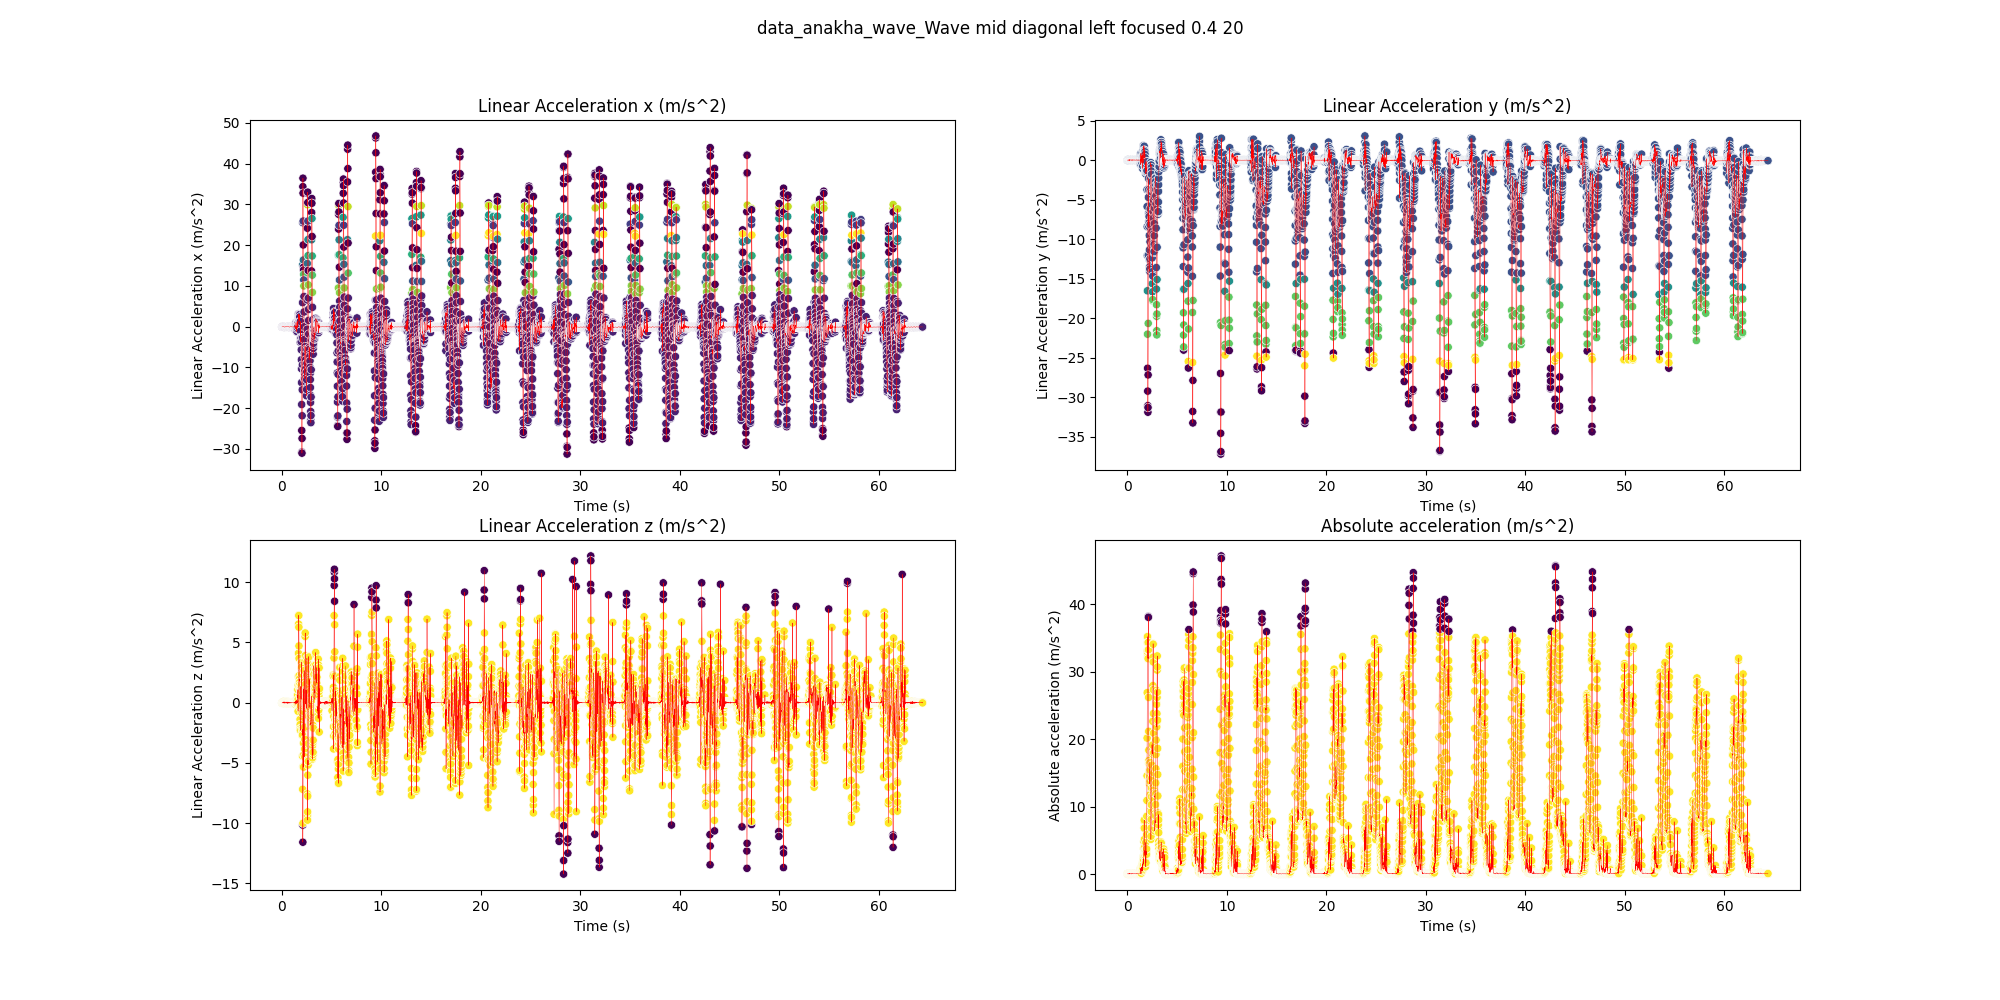 data_anakha_wave_Wave mid diagonal left focused 0.4 20
Linear Acceleration x (m/s^2)
Linear Acceleration x (m/s^2)
50
40
30
20
10
0
−10
−20
−30
0 10 20 30 40 50 60
Time (s)
Linear Acceleration y (m/s^2)
Linear Acceleration y (m/s^2)
5
0
−5
−10
−15
−20
−25
−30
−35
0 10 20 30 40 50 60
Time (s)
Linear Acceleration z (m/s^2)
Linear Acceleration z (m/s^2)
10
5
0
−5
−10
−15
0 10 20 30 40 50 60
Time (s)
Absolute acceleration (m/s^2)
Absolute acceleration (m/s^2)
40
30
20
10
0
0 10 20 30 40 50 60
Time (s)